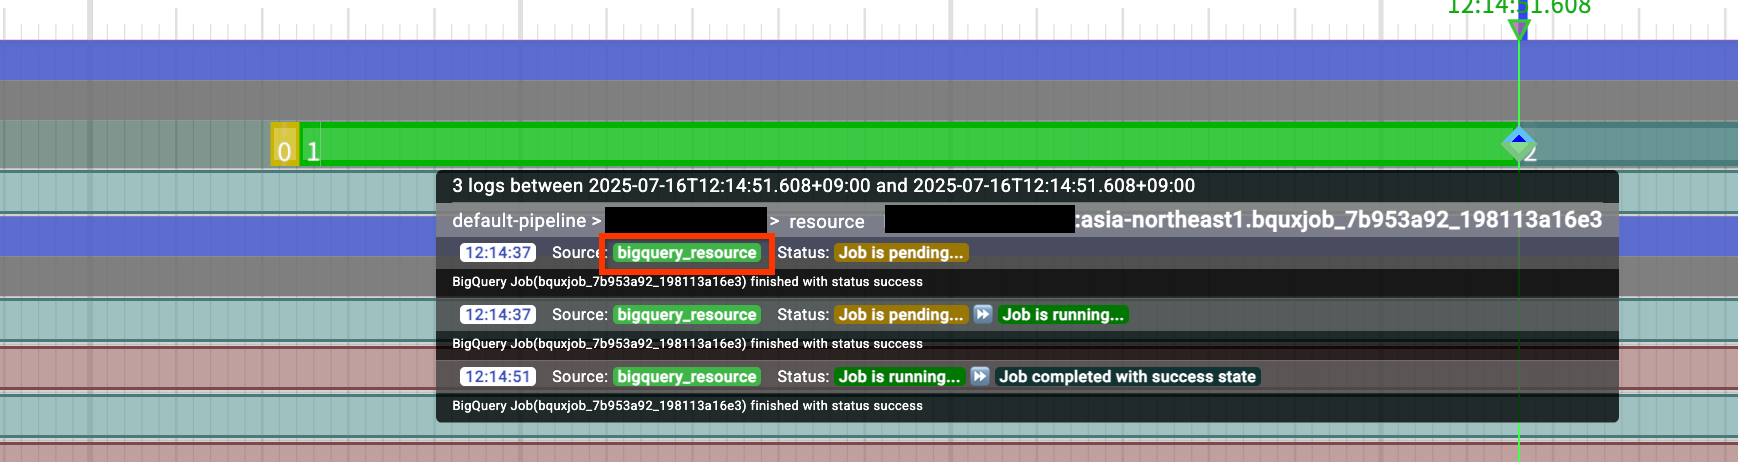 12:14:51.608
0 1 2
3 logs between 2025-07-16T12:14:51.608+09:00 and 2025-07-16T12:14:51.608+09:00
default-pipeline > > resource :asia-northeast1.bquxjob_7b953a92_198113a16e3
12:14:37 Source: bigquery_resource Status: Job is pending...
BigQuery Job(bquxjob_7b953a92_198113a16e3) finished with status success
12:14:37 Source: bigquery_resource Status: Job is pending... ⏩ Job is running...
BigQuery Job(bquxjob_7b953a92_198113a16e3) finished with status success
12:14:51 Source: bigquery_resource Status: Job is running... ⏩ Job completed with success state
BigQuery Job(bquxjob_7b953a92_198113a16e3) finished with status success